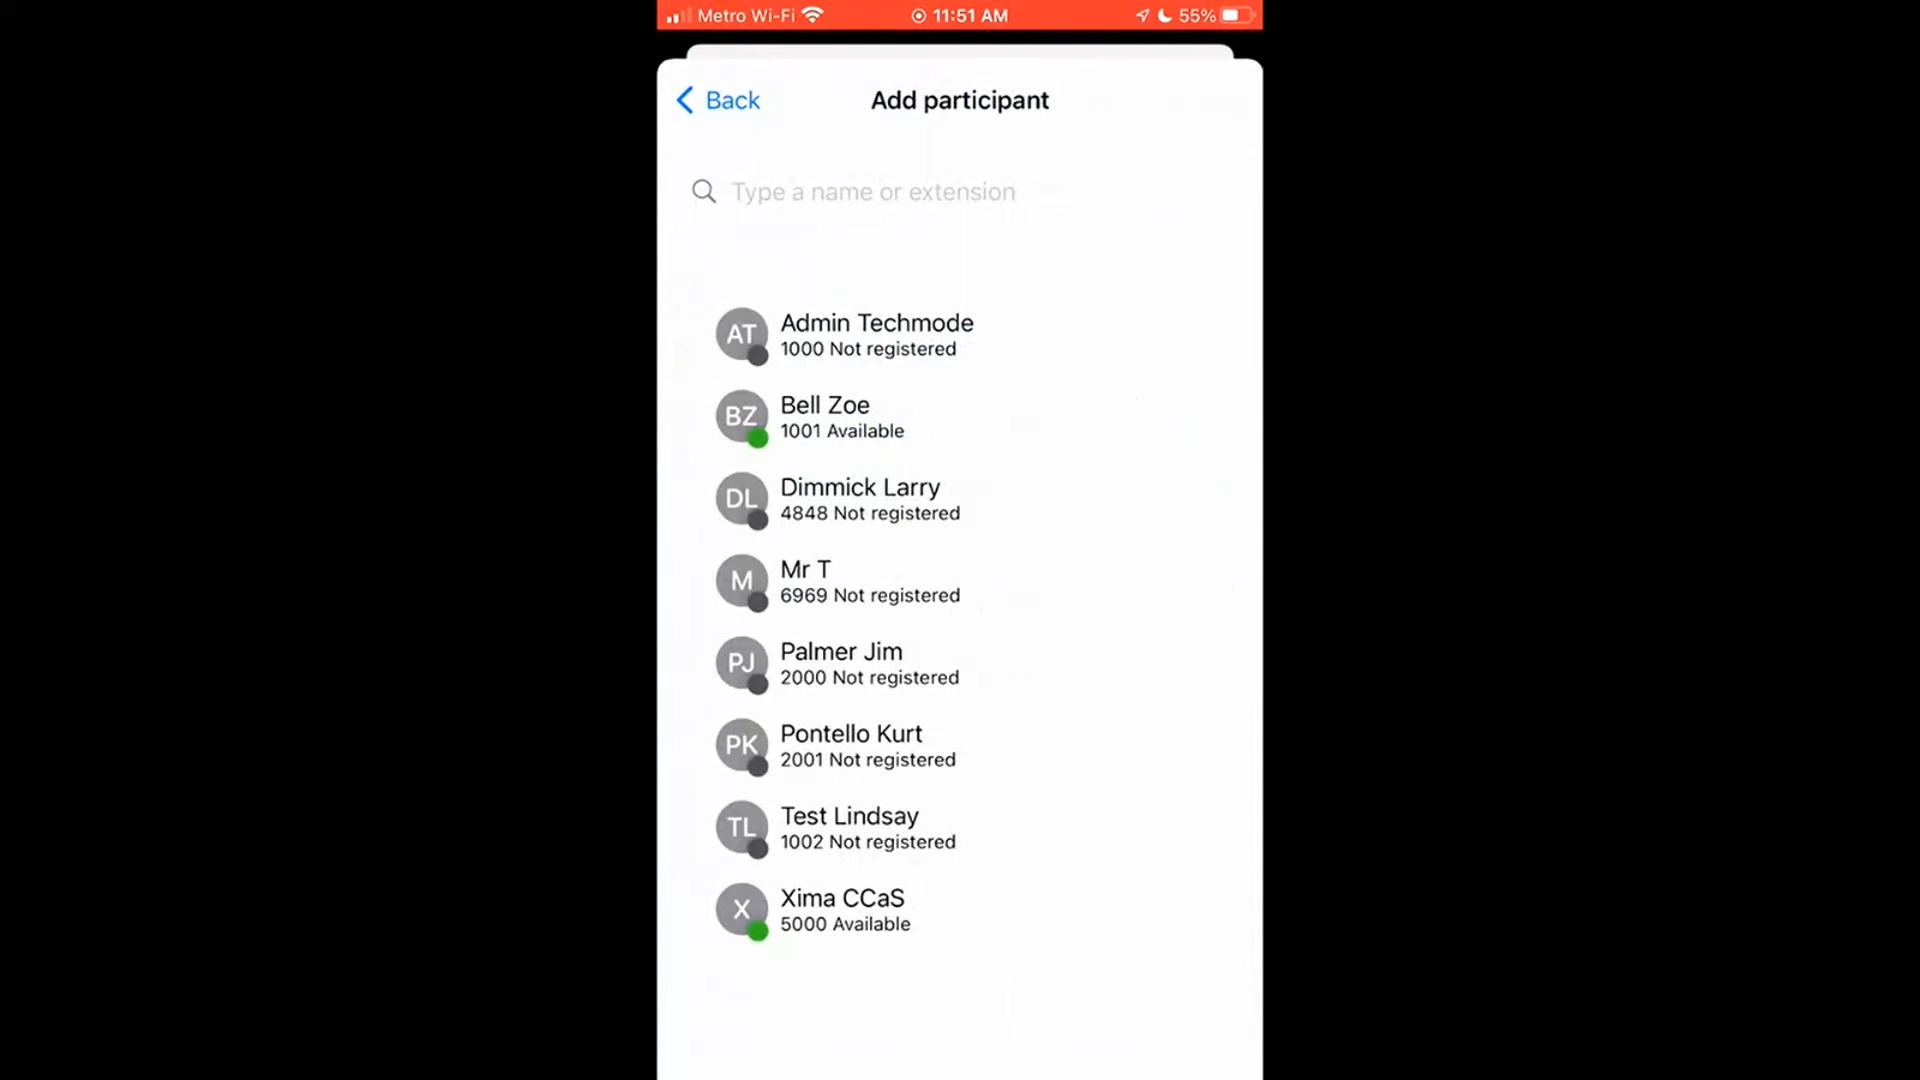 Metro Wi-Fi 11:51 AM 55%
Back Add participant
Type a name or extension
AT Admin Techmode
1000 Not registered
BZ Bell Zoe
1001 Available
DL Dimmick Larry
4848 Not registered
M Mr T
6969 Not registered
PJ Palmer Jim
2000 Not registered
PK Pontello Kurt
2001 Not registered
TL Test Lindsay
1002 Not registered
X Xima CCaS
5000 Available